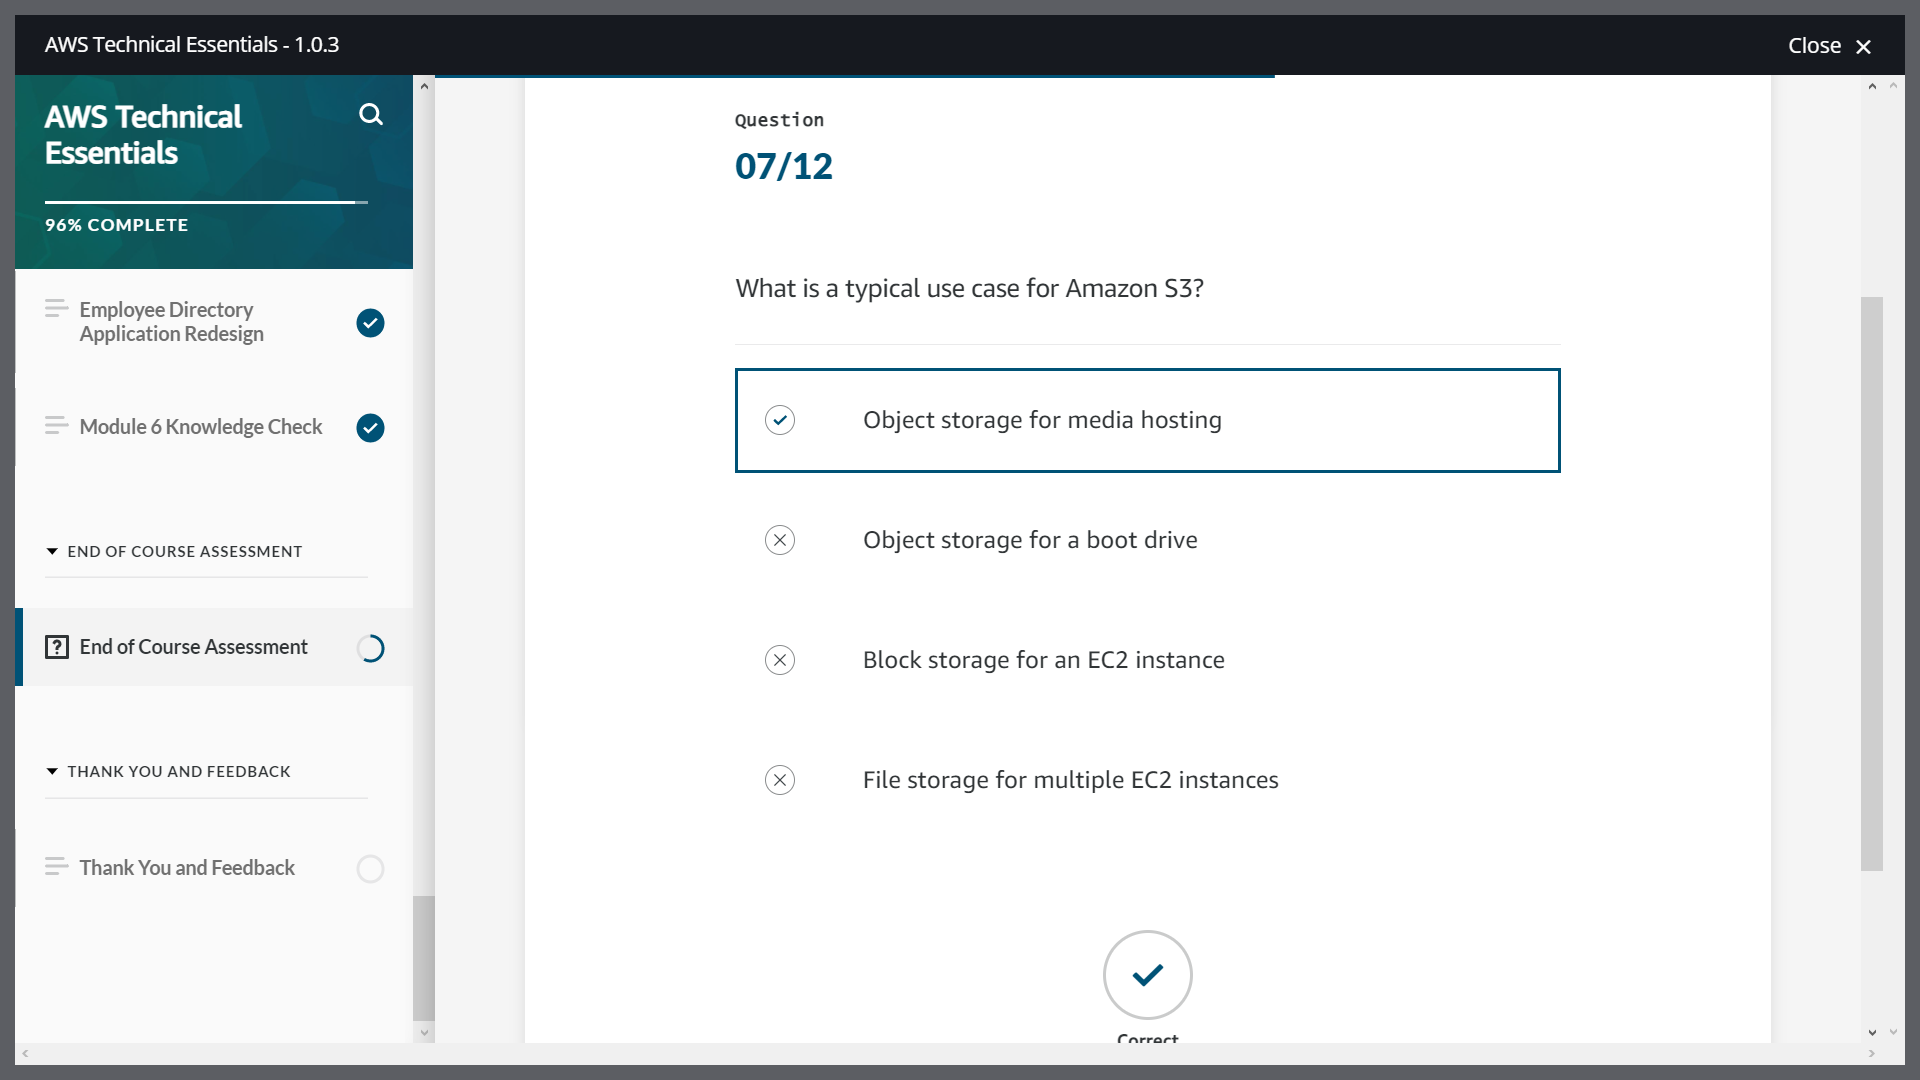 AWS Technical Essentials - 1.0.3
Close
AWS Technical
Essentials
96% COMPLETE
Employee Directory
Application Redesign
Module 6 Knowledge Check
END OF COURSE ASSESSMENT
End of Course Assessment
THANK YOU AND FEEDBACK
Thank You and Feedback
Question
07/12
What is a typical use case for Amazon S3?
Object storage for media hosting
Object storage for a boot drive
Block storage for an EC2 instance
File storage for multiple EC2 instances
Correct